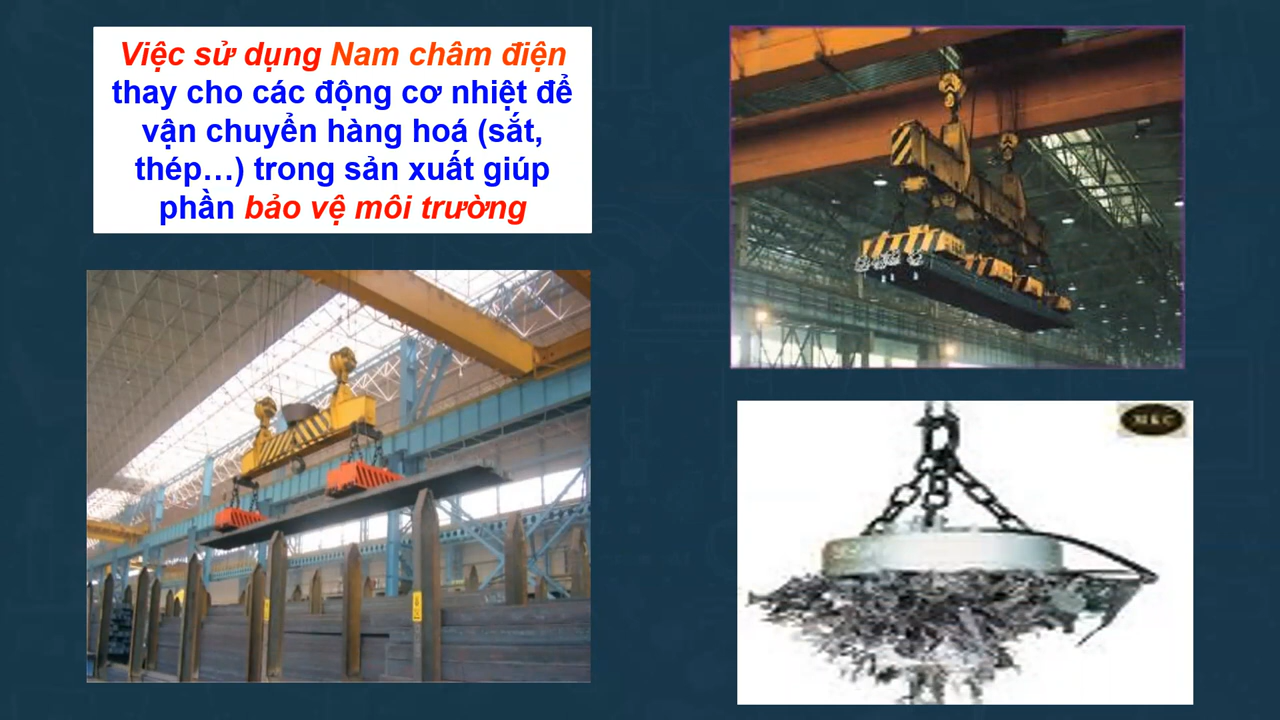 Việc sử dụng Nam châm điện
thay cho các động cơ nhiệt để
vận chuyển hàng hoá (sắt,
thép…) trong sản xuất giúp
phần bảo vệ môi trường